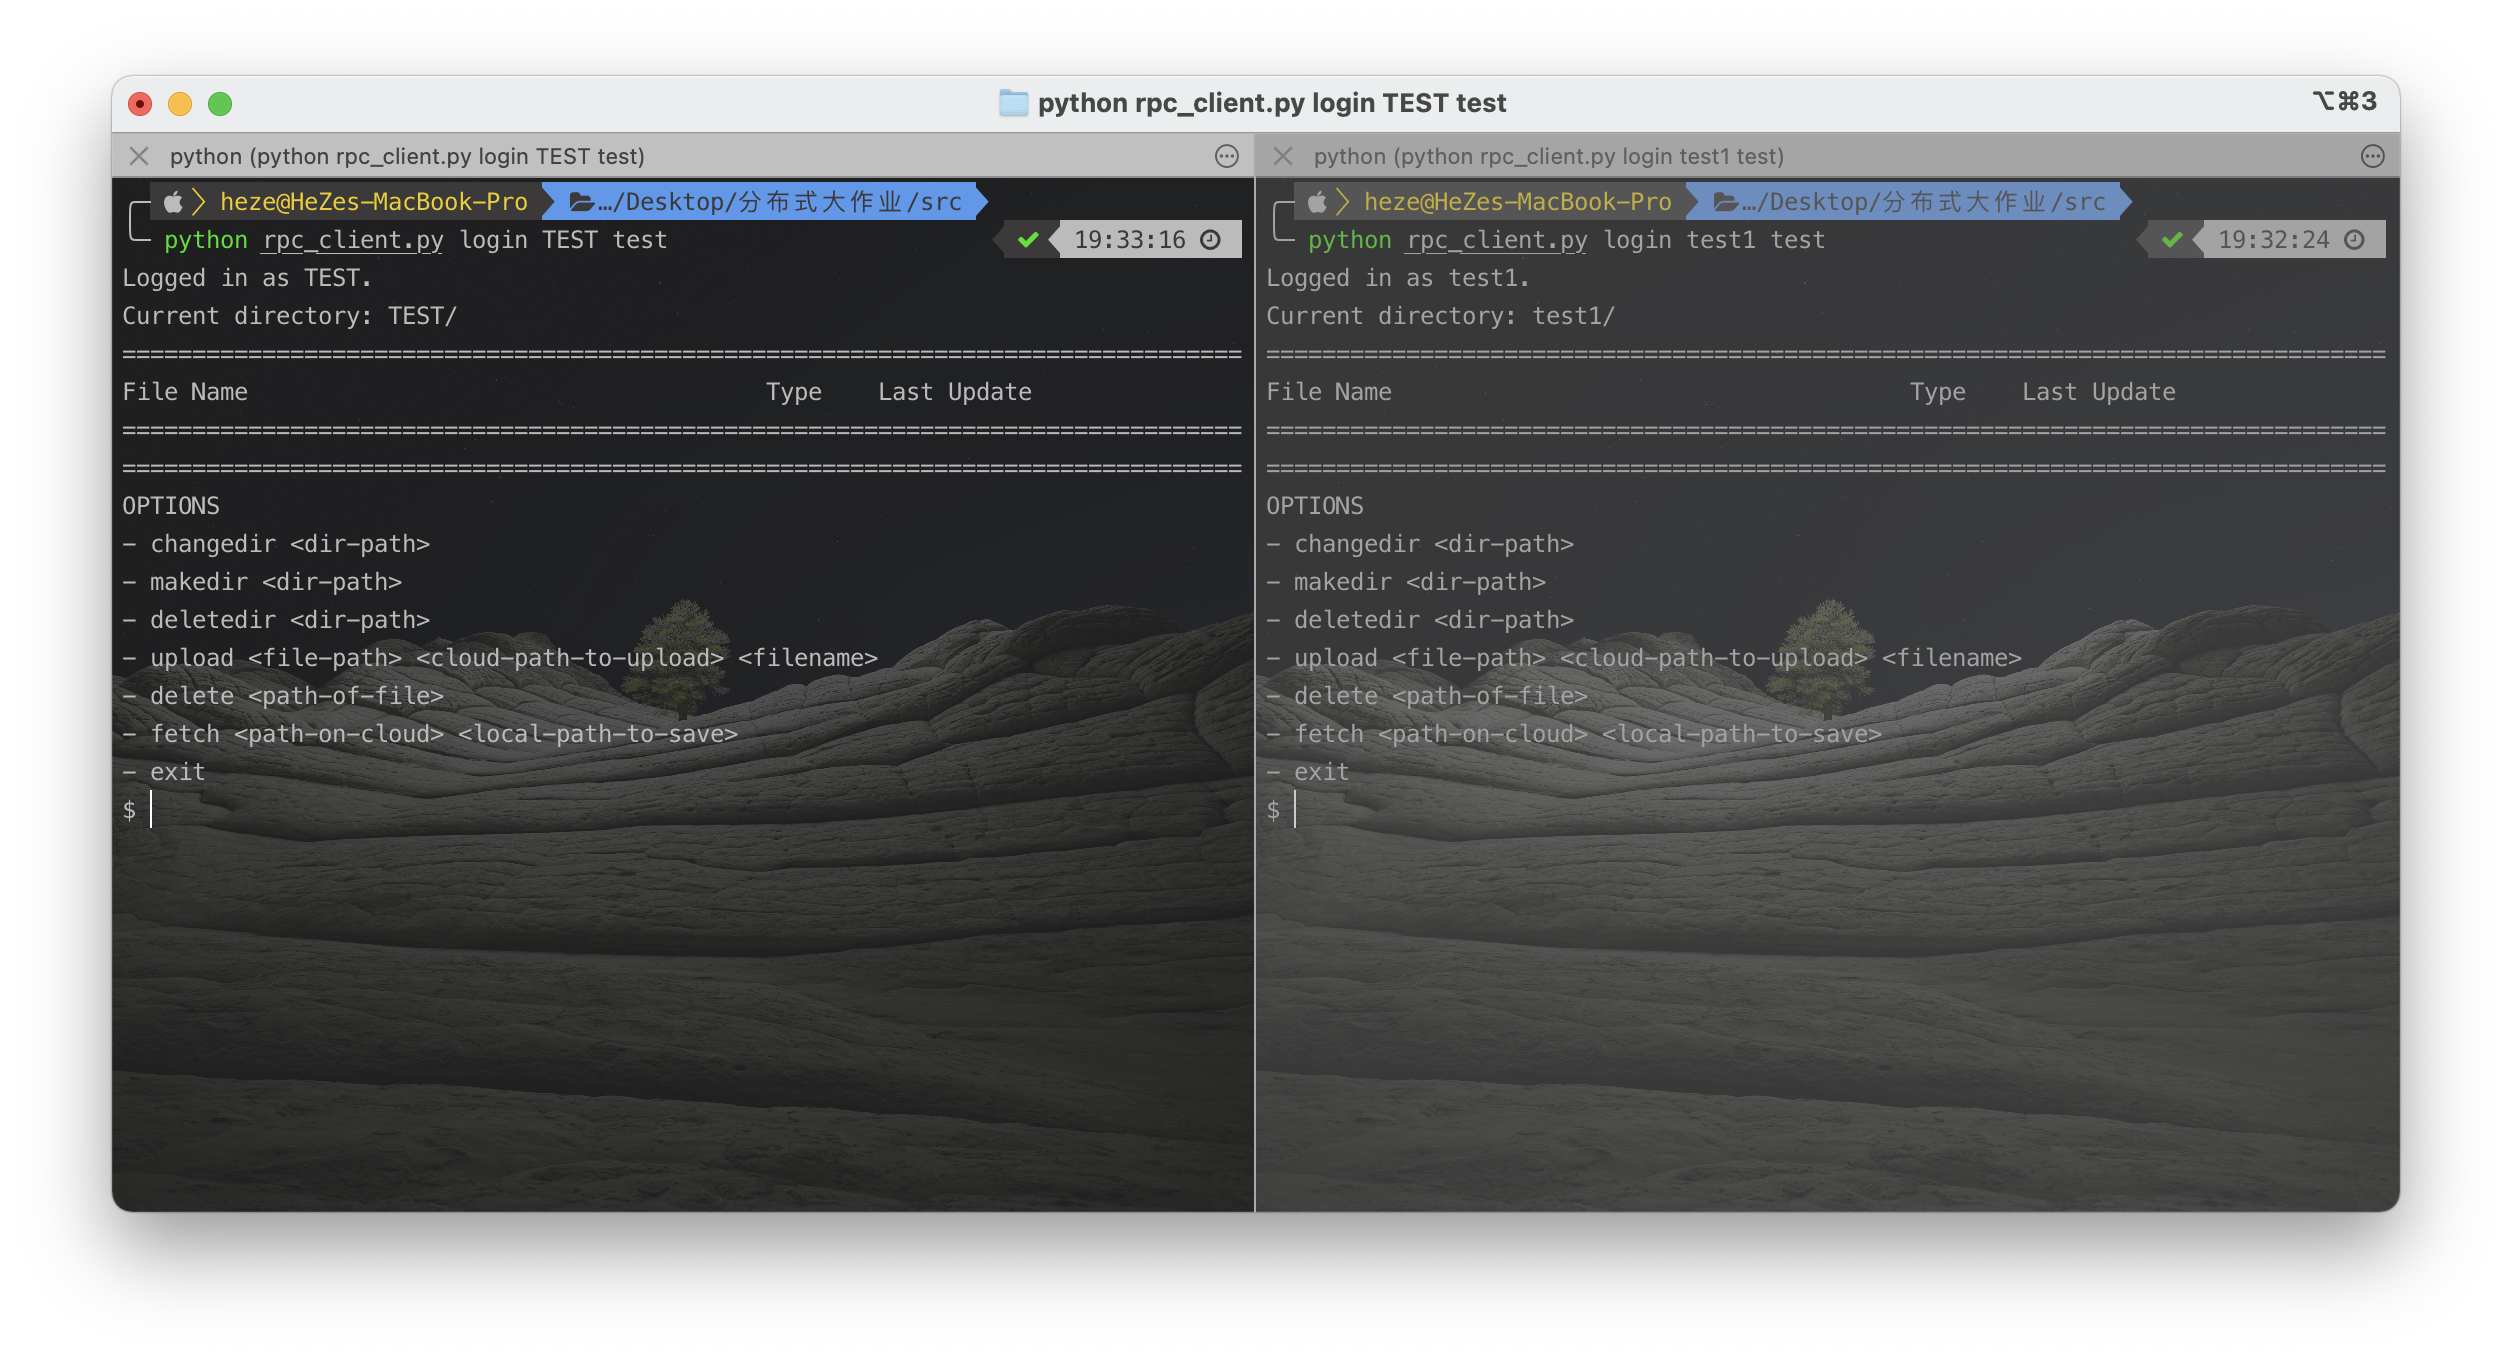 python rpc_client.py login TEST test
⌥⌘3
python (python rpc_client.py login TEST test)
heze@HeZes-MacBook-Pro …/Desktop/分布式大作业/src
python rpc_client.py login TEST test 19:33:16
Logged in as TEST.
Current directory: TEST/
================================================================================
File Name Type Last Update
================================================================================
================================================================================
OPTIONS
- changedir <dir-path>
- makedir <dir-path>
- deletedir <dir-path>
- upload <file-path> <cloud-path-to-upload> <filename>
- delete <path-of-file>
- fetch <path-on-cloud> <local-path-to-save>
- exit
$
python (python rpc_client.py login test1 test)
heze@HeZes-MacBook-Pro …/Desktop/分布式大作业/src
python rpc_client.py login test1 test 19:32:24
Logged in as test1.
Current directory: test1/
================================================================================
File Name Type Last Update
================================================================================
================================================================================
OPTIONS
- changedir <dir-path>
- makedir <dir-path>
- deletedir <dir-path>
- upload <file-path> <cloud-path-to-upload> <filename>
- delete <path-of-file>
- fetch <path-on-cloud> <local-path-to-save>
- exit
$